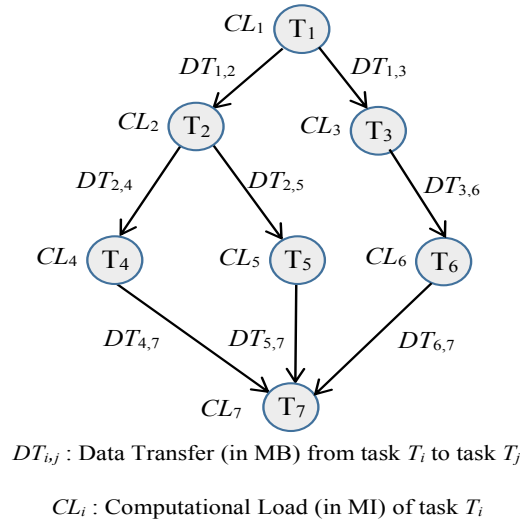 CL1 T1
DT1,2 DT1,3
CL2 T2 CL3 T3
DT2,4 DT2,5 DT3,6
CL4 T4 CL5 T5 CL6 T6
DT4,7 DT5,7 DT6,7
CL7 T7
DTi,j : Data Transfer (in MB) from task Ti to task Tj
CLi : Computational Load (in MI) of task Ti